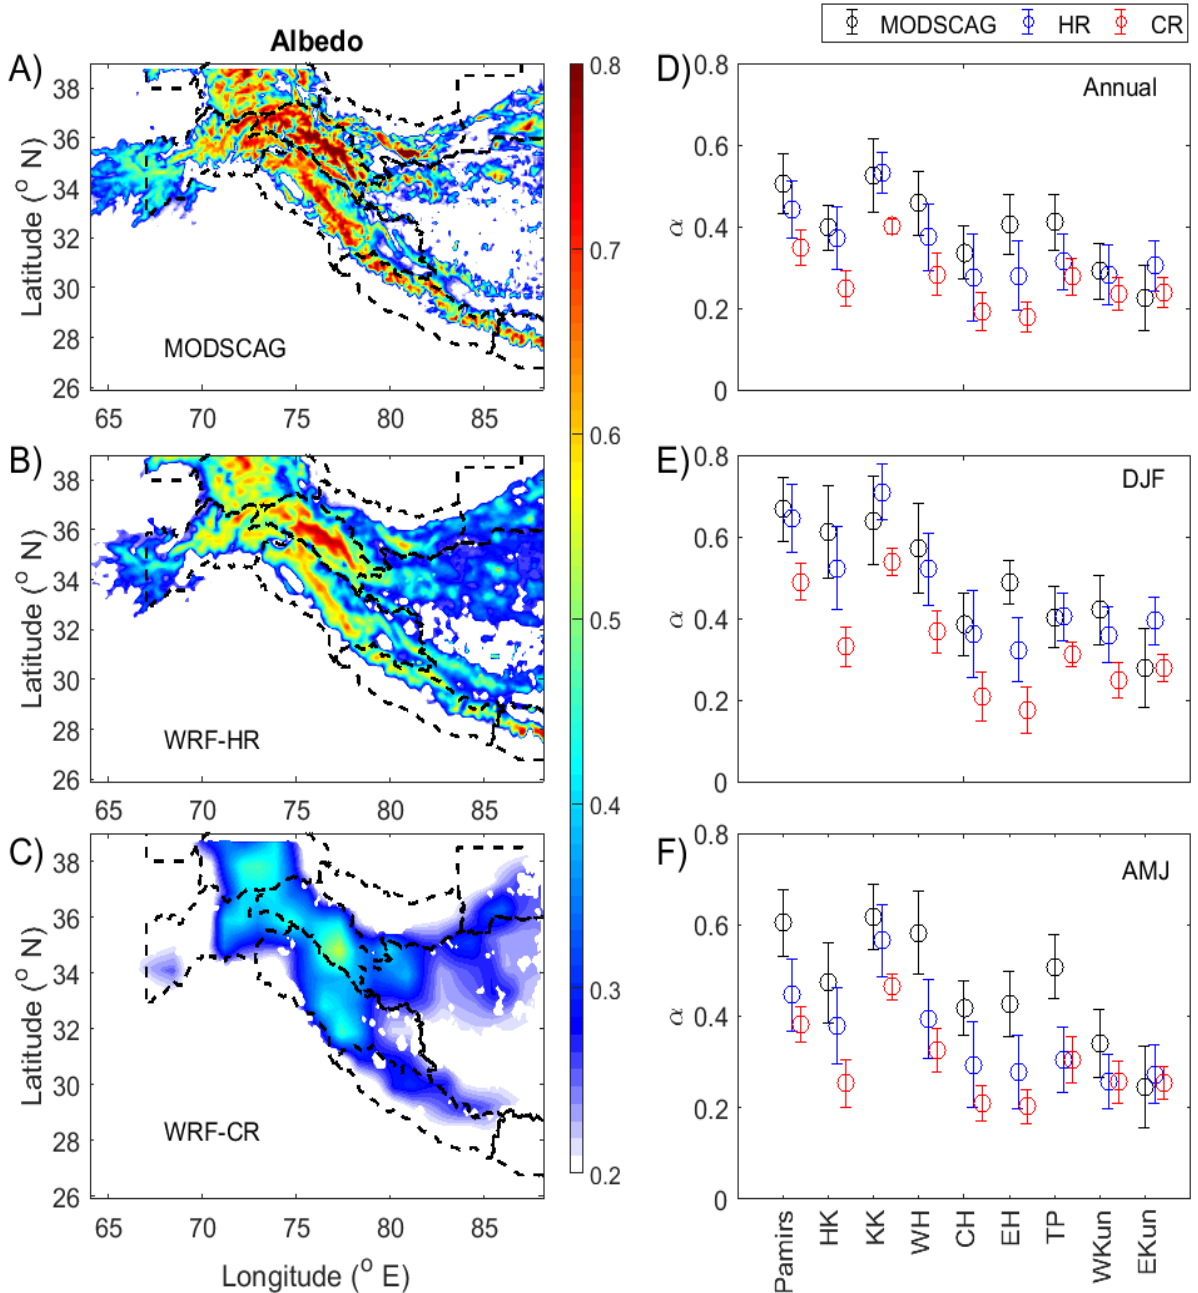 MODSCAG HR CR
Albedo
A)
38
36
34
32
30
28
26
Latitude (° N)
MODSCAG
65 70 75 80 85
B)
38
36
34
32
30
28
26
Latitude (° N)
WRF-HR
65 70 75 80 85
C)
38
36
34
32
30
28
26
Latitude (° N)
WRF-CR
65 70 75 80 85
Longitude (° E)
0.8
0.7
0.6
0.5
0.4
0.3
0.2
D)
0.8
0.6
0.4
0.2
0
α
Annual
E)
0.8
0.6
0.4
0.2
0
α
DJF
F)
0.8
0.6
0.4
0.2
0
α
AMJ
Pamirs HK KK WH CH EH TP WKun EKun